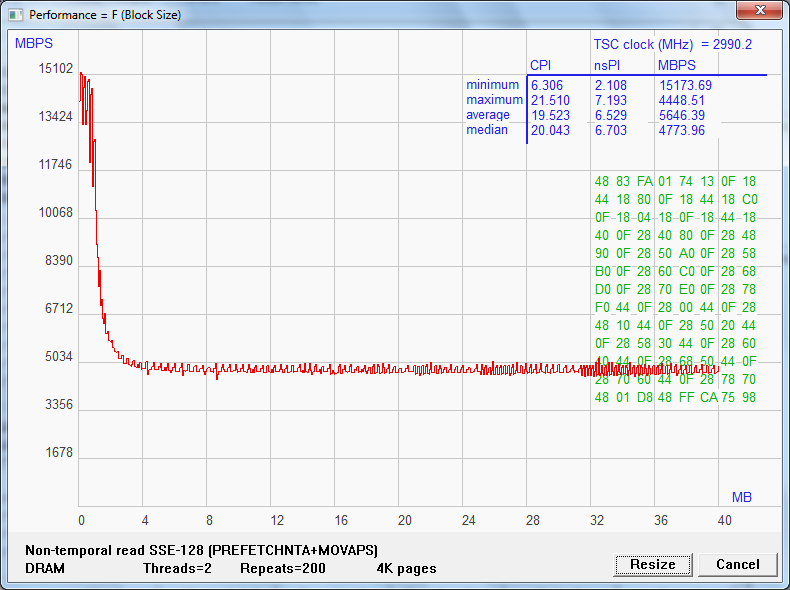 Performance = F (Block Size)
MBPS
TSC clock (MHz) = 2990.2
CPI nsPI MBPS
minimum 6.306 2.108 15173.69
maximum 21.510 7.193 4448.51
average 19.523 6.529 5646.39
median 20.043 6.703 4773.96
15102
13424
11746
10068
8390
6712
5034
3356
1678
48 83 FA 01 74 13 0F 18
44 18 80 0F 18 44 18 C0
0F 18 04 18 0F 18 44 18
40 0F 28 40 80 0F 28 48
90 0F 28 50 A0 0F 28 58
B0 0F 28 60 C0 0F 28 68
D0 0F 28 70 E0 0F 28 78
F0 44 0F 28 00 44 0F 28
48 10 44 0F 28 50 20 44
0F 28 58 30 44 0F 28 60
40 44 0F 28 68 50 44 0F
28 70 60 44 0F 28 78 70
48 01 D8 48 FF CA 75 98
MB
0 4 8 12 16 20 24 28 32 36 40
Non-temporal read SSE-128 (PREFETCHNTA+MOVAPS)
DRAM Threads=2 Repeats=200 4K pages
Resize Cancel